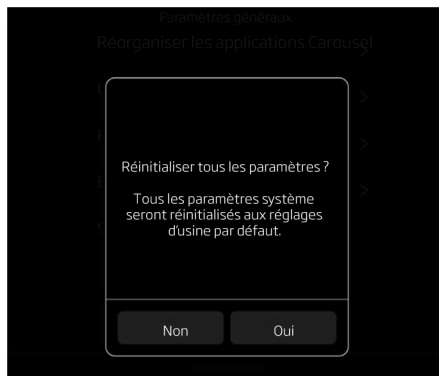 Paramètres généraux
Réorganiser les applications Carousel
Réinitialiser tous les paramètres ?
Tous les paramètres système
seront réinitialisés aux réglages
d'usine par défaut.
Non
Oui